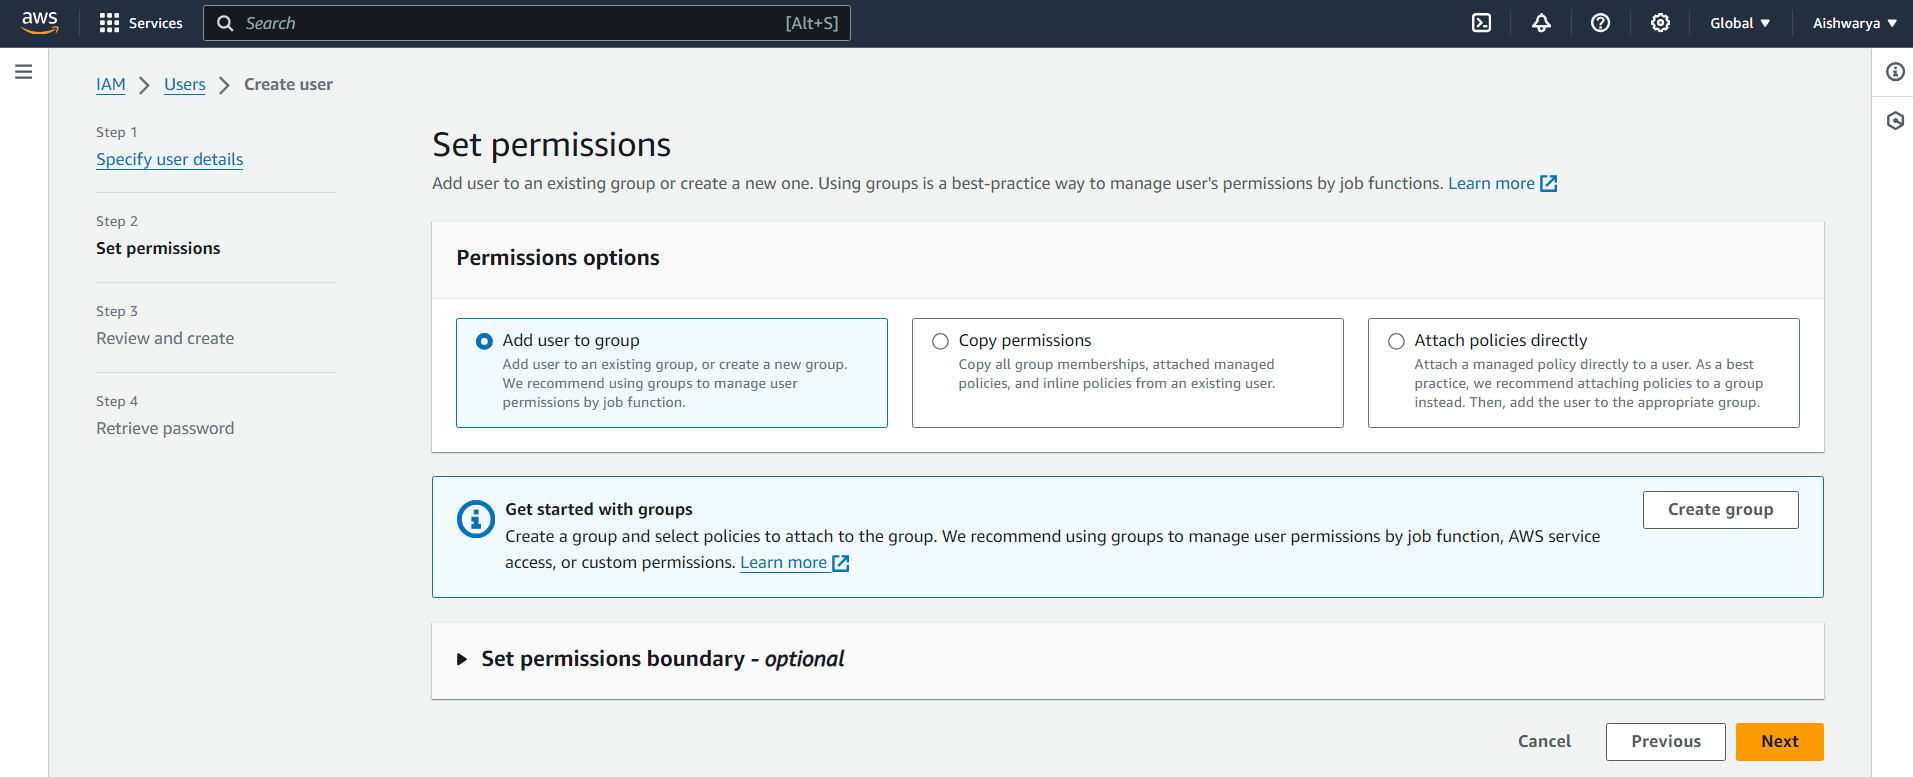 aws
Services
Search
[Alt+S]
Global
Aishwarya
IAM
Users
Create user
Step 1
Specify user details
Step 2
Set permissions
Step 3
Review and create
Step 4
Retrieve password
Set permissions
Add user to an existing group or create a new one. Using groups is a best-practice way to manage user's permissions by job functions. Learn more
Permissions options
Add user to group
Add user to an existing group, or create a new group.
We recommend using groups to manage user
permissions by job function.
Copy permissions
Copy all group memberships, attached managed
policies, and inline policies from an existing user.
Attach policies directly
Attach a managed policy directly to a user. As a best
practice, we recommend attaching policies to a group
instead. Then, add the user to the appropriate group.
Get started with groups
Create a group and select policies to attach to the group. We recommend using groups to manage user permissions by job function, AWS service
access, or custom permissions. Learn more
Create group
Set permissions boundary - optional
Cancel
Previous
Next